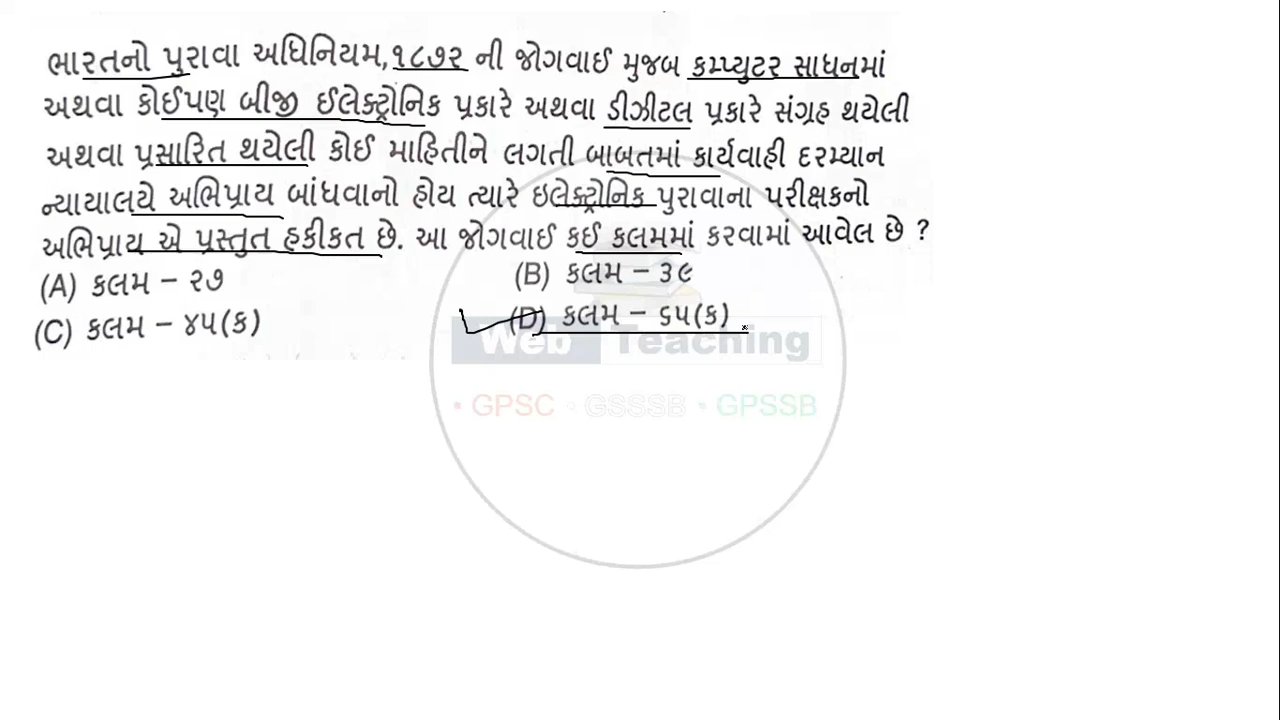 ભારતનો પુરાવા અધિનિયમ,૧૮૭૨ ની જોગવાઈ મુજબ કમ્પ્યુટર સાધનમાં
અથવા કોઈપણ બીજી ઈલેક્ટ્રોનિક પ્રકારે અથવા ડીઝીટલ પ્રકારે સંગ્રહ થયેલી
અથવા પ્રસારિત થયેલી કોઈ માહિતીને લગતી બાબતમાં કાર્યવાહી દરમ્યાન
ન્યાયાલયે અભિપ્રાય બાંધવાનો હોય ત્યારે ઇલેક્ટ્રોનિક પુરાવાના પરીક્ષકનો
અભિપ્રાય એ પ્રસ્તુત હકીકત છે. આ જોગવાઈ કઈ કલમમાં કરવામાં આવેલ છે ?
(A) કલમ – ૨૭ (B) કલમ – ૩૯
(C) કલમ – ૪૫(ક) (D) કલમ – ૬૫(ક)
Web Teaching
• GPSC • GSSSB • GPSSB